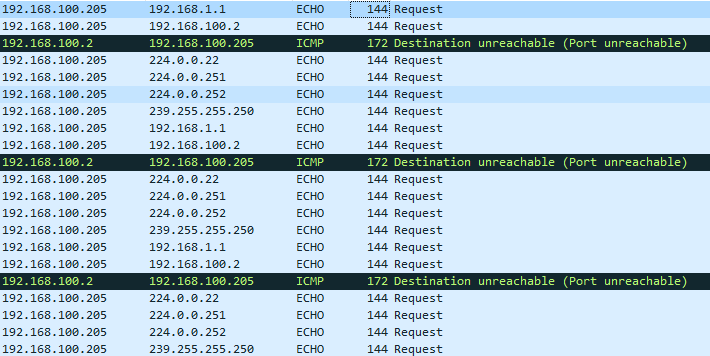 192.168.100.205 192.168.1.1 ECHO 144 Request
192.168.100.205 192.168.100.2 ECHO 144 Request
192.168.100.2 192.168.100.205 ICMP 172 Destination unreachable (Port unreachable)
192.168.100.205 224.0.0.22 ECHO 144 Request
192.168.100.205 224.0.0.251 ECHO 144 Request
192.168.100.205 224.0.0.252 ECHO 144 Request
192.168.100.205 239.255.255.250 ECHO 144 Request
192.168.100.205 192.168.1.1 ECHO 144 Request
192.168.100.205 192.168.100.2 ECHO 144 Request
192.168.100.2 192.168.100.205 ICMP 172 Destination unreachable (Port unreachable)
192.168.100.205 224.0.0.22 ECHO 144 Request
192.168.100.205 224.0.0.251 ECHO 144 Request
192.168.100.205 224.0.0.252 ECHO 144 Request
192.168.100.205 239.255.255.250 ECHO 144 Request
192.168.100.205 192.168.1.1 ECHO 144 Request
192.168.100.205 192.168.100.2 ECHO 144 Request
192.168.100.2 192.168.100.205 ICMP 172 Destination unreachable (Port unreachable)
192.168.100.205 224.0.0.22 ECHO 144 Request
192.168.100.205 224.0.0.251 ECHO 144 Request
192.168.100.205 224.0.0.252 ECHO 144 Request
192.168.100.205 239.255.255.250 ECHO 144 Request